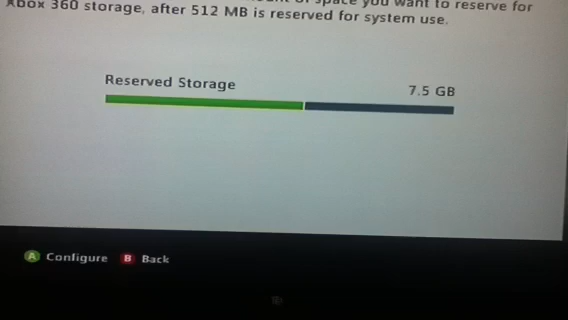 Xbox 360 storage, after 512 MB is reserved for system use.
space you want to reserve for
Reserved Storage 7.5 GB
A Configure B Back